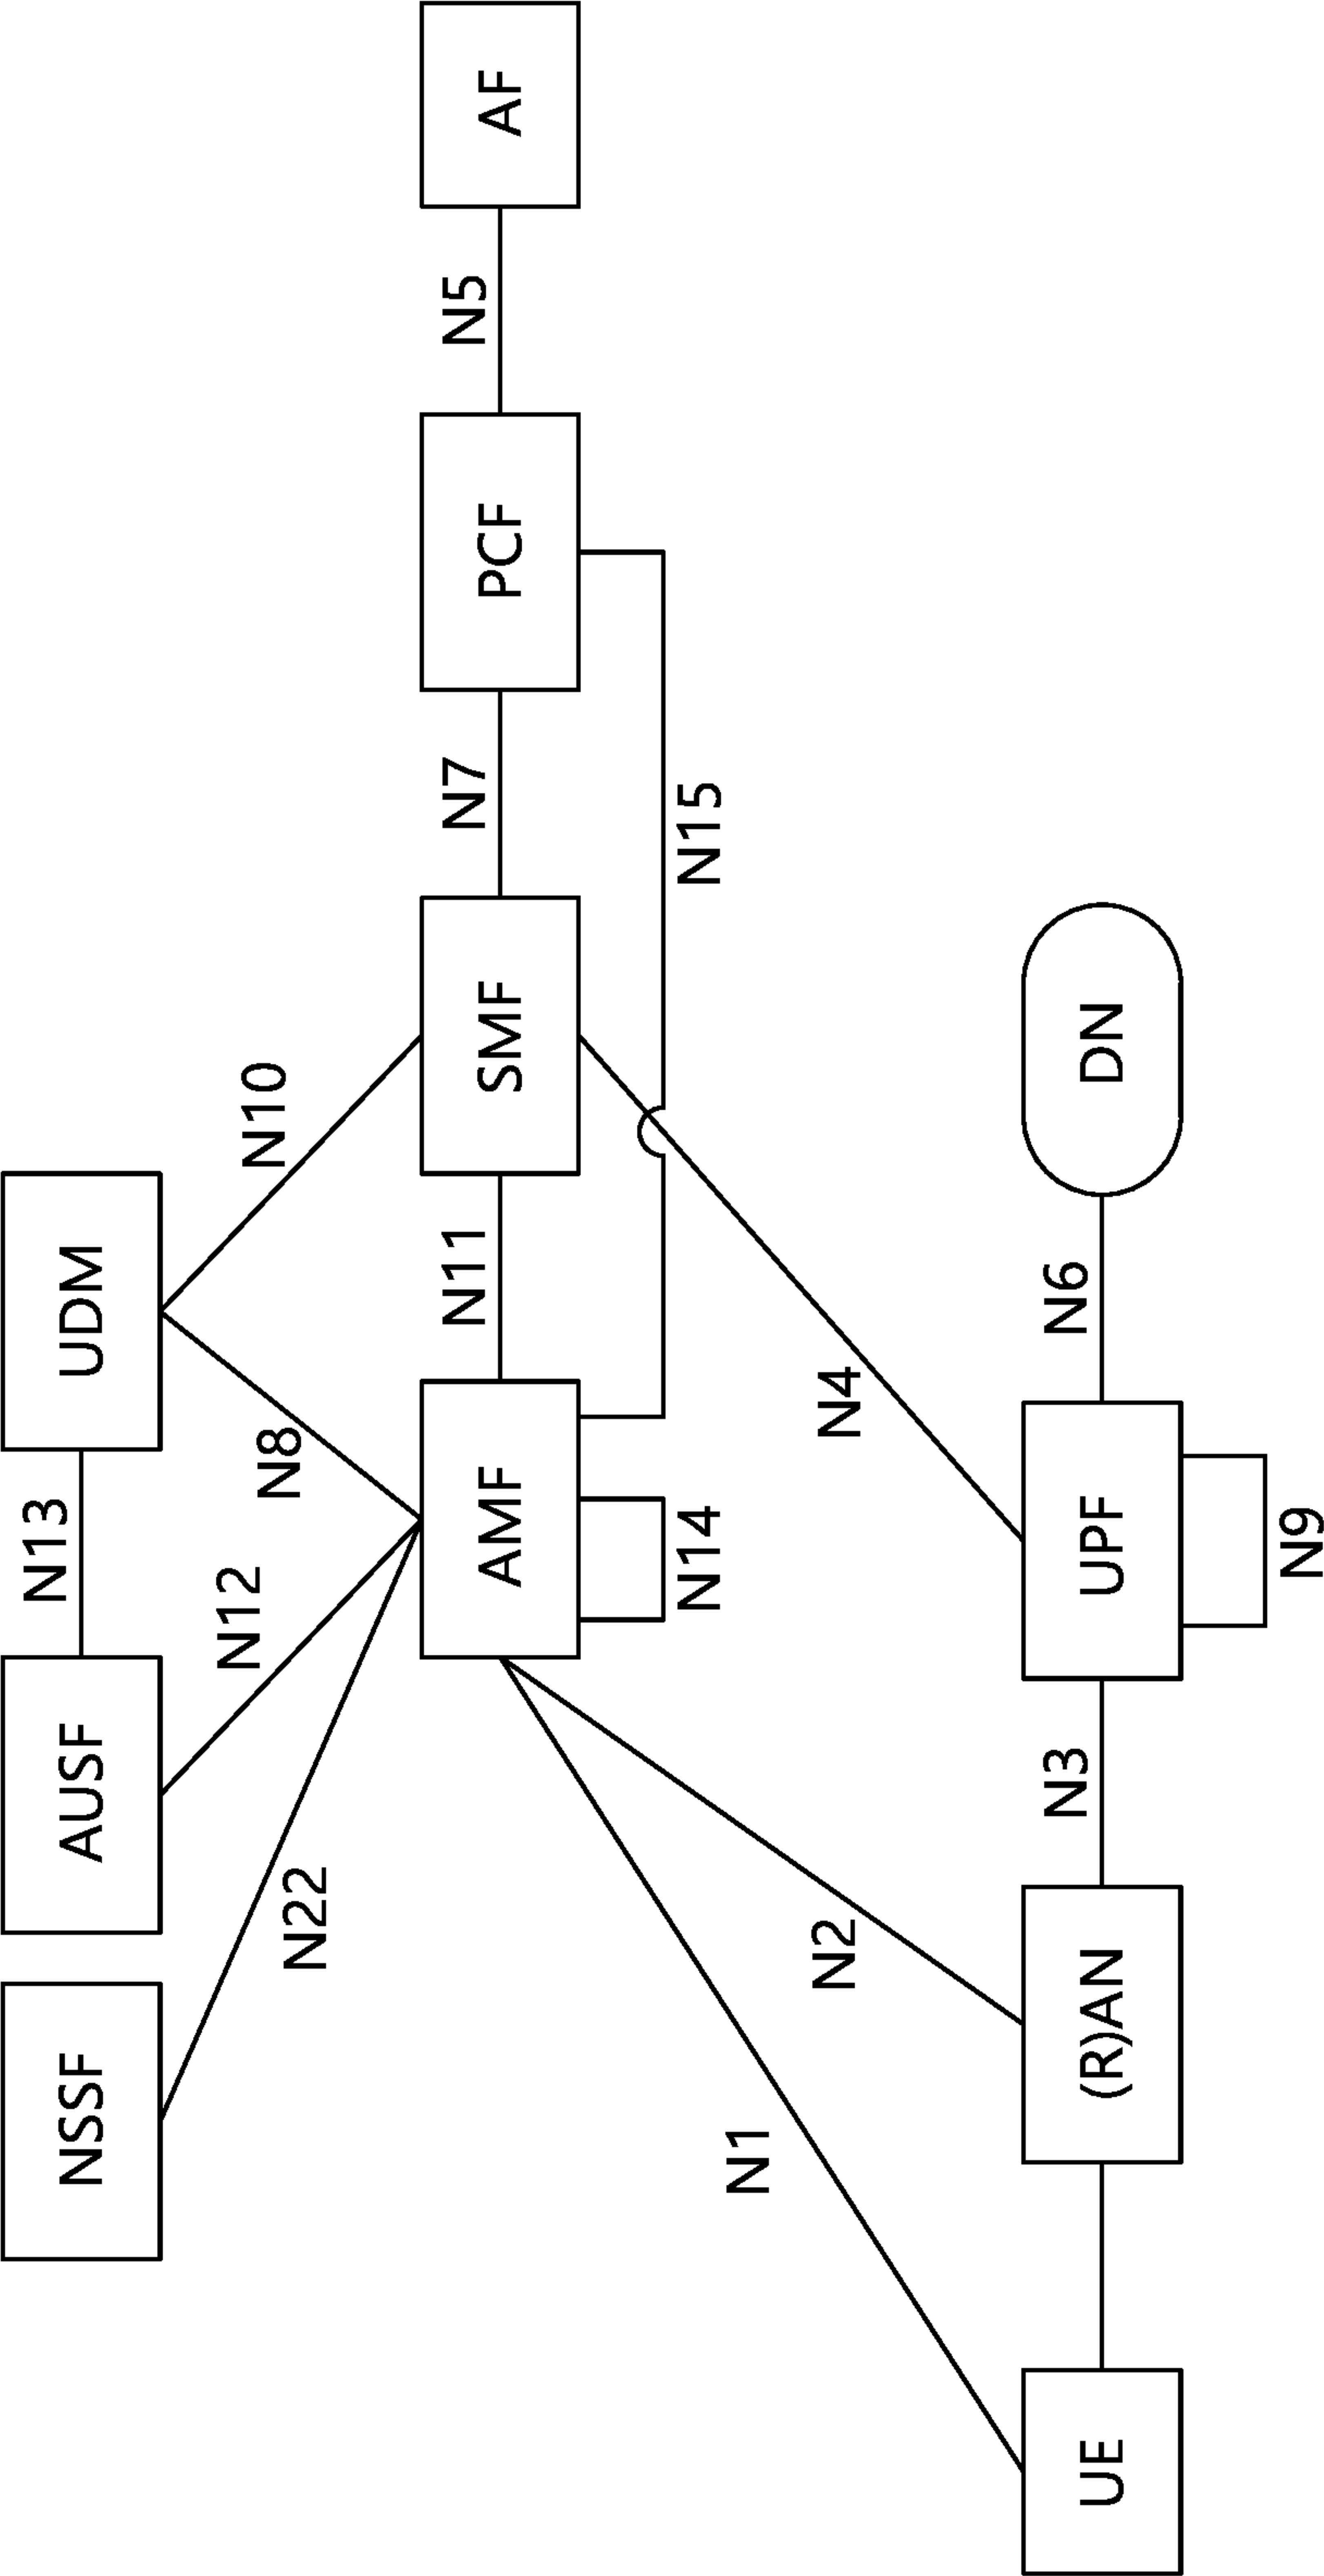 NSSF
AUSF
N13
UDM
N22
N12
N8
N10
AMF
N11
SMF
N7
PCF
N5
AF
N14
N15
N1
N2
N4
UE
(R)AN
N3
UPF
N6
DN
N9